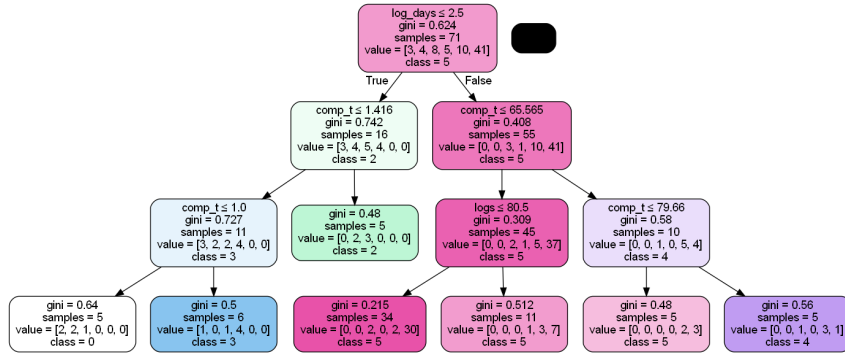 log_days ≤ 2.5
gini = 0.624
samples = 71
value = [3, 4, 8, 5, 10, 41]
class = 5
True
False
comp_t ≤ 1.416
gini = 0.742
samples = 16
value = [3, 4, 5, 4, 0, 0]
class = 2
comp_t ≤ 65.565
gini = 0.408
samples = 55
value = [0, 0, 3, 1, 10, 41]
class = 5
comp_t ≤ 1.0
gini = 0.727
samples = 11
value = [3, 2, 2, 4, 0, 0]
class = 3
gini = 0.48
samples = 5
value = [0, 2, 3, 0, 0, 0]
class = 2
logs ≤ 80.5
gini = 0.309
samples = 45
value = [0, 0, 2, 1, 5, 37]
class = 5
comp_t ≤ 79.66
gini = 0.58
samples = 10
value = [0, 0, 1, 0, 5, 4]
class = 4
gini = 0.64
samples = 5
value = [2, 2, 1, 0, 0, 0]
class = 0
gini = 0.5
samples = 6
value = [1, 0, 1, 4, 0, 0]
class = 3
gini = 0.215
samples = 34
value = [0, 0, 2, 0, 2, 30]
class = 5
gini = 0.512
samples = 11
value = [0, 0, 0, 1, 3, 7]
class = 5
gini = 0.48
samples = 5
value = [0, 0, 0, 0, 2, 3]
class = 5
gini = 0.56
samples = 5
value = [0, 0, 1, 0, 3, 1]
class = 4